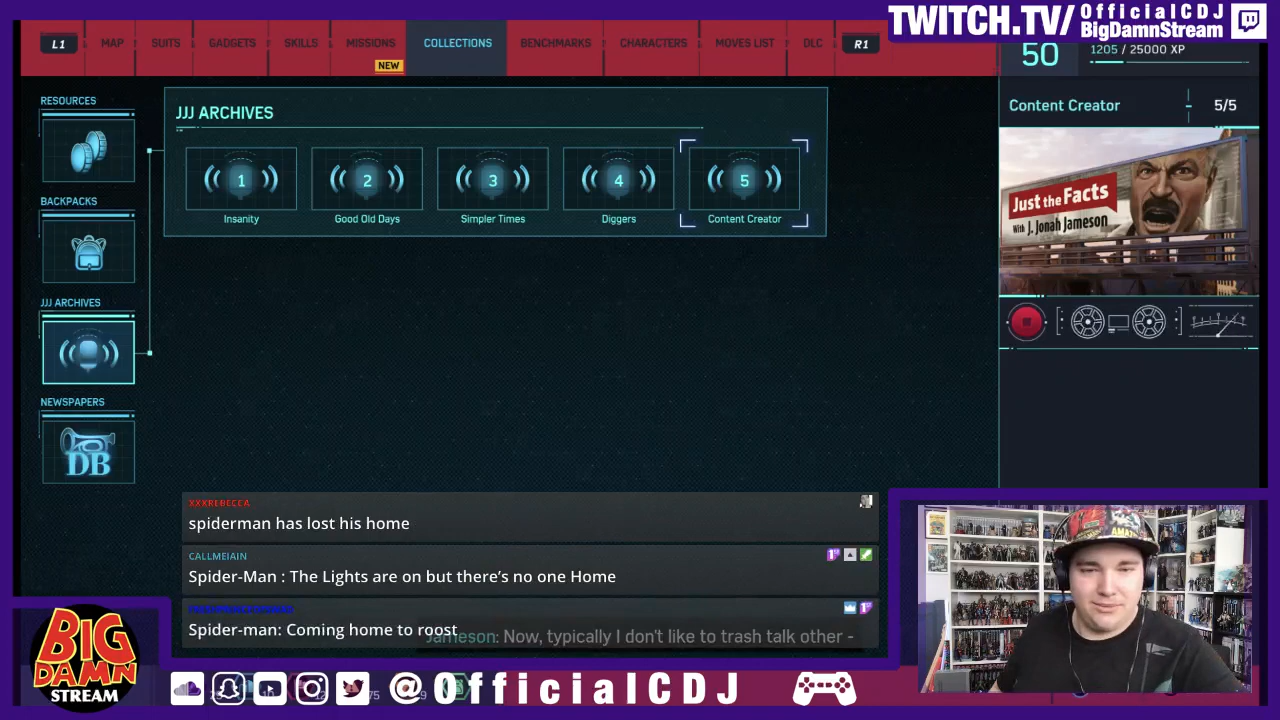 TWITCH.TV/ OfficialCDJ
BigDamnStream
L1 MAP SUITS GADGETS SKILLS MISSIONS COLLECTIONS BENCHMARKS CHARACTERS MOVES LIST DLC R1
NEW
50 1205 / 25000 XP
RESOURCES
BACKPACKS
JJJ ARCHIVES
NEWSPAPERS
DB
JJJ ARCHIVES
1 2 3 4 5
Insanity Good Old Days Simpler Times Diggers Content Creator
Content Creator 5/5
Just the Facts
With J. Jonah Jameson
XXXREBECCA
spiderman has lost his home
CALLMEIAIN
Spider-Man : The Lights are on but there's no one Home
Spider-man: Coming home to roost
Jameson: Now, typically I don't like to trash talk other -
BIG
DAMN
STREAM
@OfficialCDJ